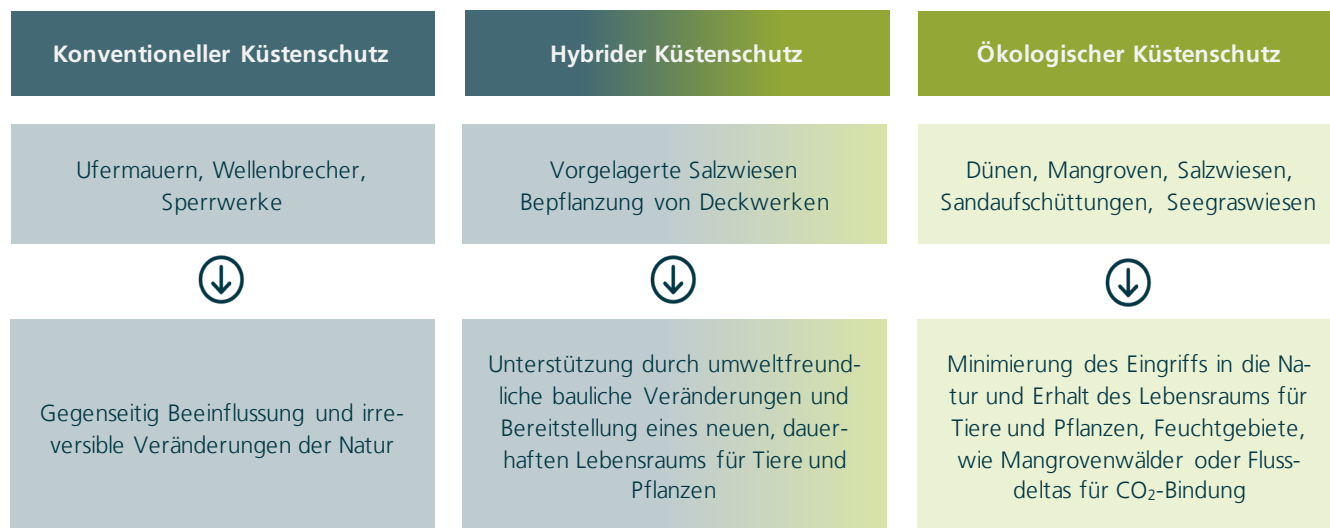 Konventioneller Küstenschutz
Hybrider Küstenschutz
Ökologischer Küstenschutz
Ufermauern, Wellenbrecher,
Sperrwerke
Vorgelagerte Salzwiesen
Bepflanzung von Deckwerken
Dünen, Mangroven, Salzwiesen,
Sandaufschüttungen, Seegraswiesen
Gegenseitig Beeinflussung und irre-
versible Veränderungen der Natur
Unterstützung durch umweltfreund-
liche bauliche Veränderungen und
Bereitstellung eines neuen, dauer-
haften Lebensraums für Tiere und
Pflanzen
Minimierung des Eingriffs in die Na-
tur und Erhalt des Lebensraums für
Tiere und Pflanzen, Feuchtgebiete,
wie Mangrovenwälder oder Fluss-
deltas für CO₂-Bindung